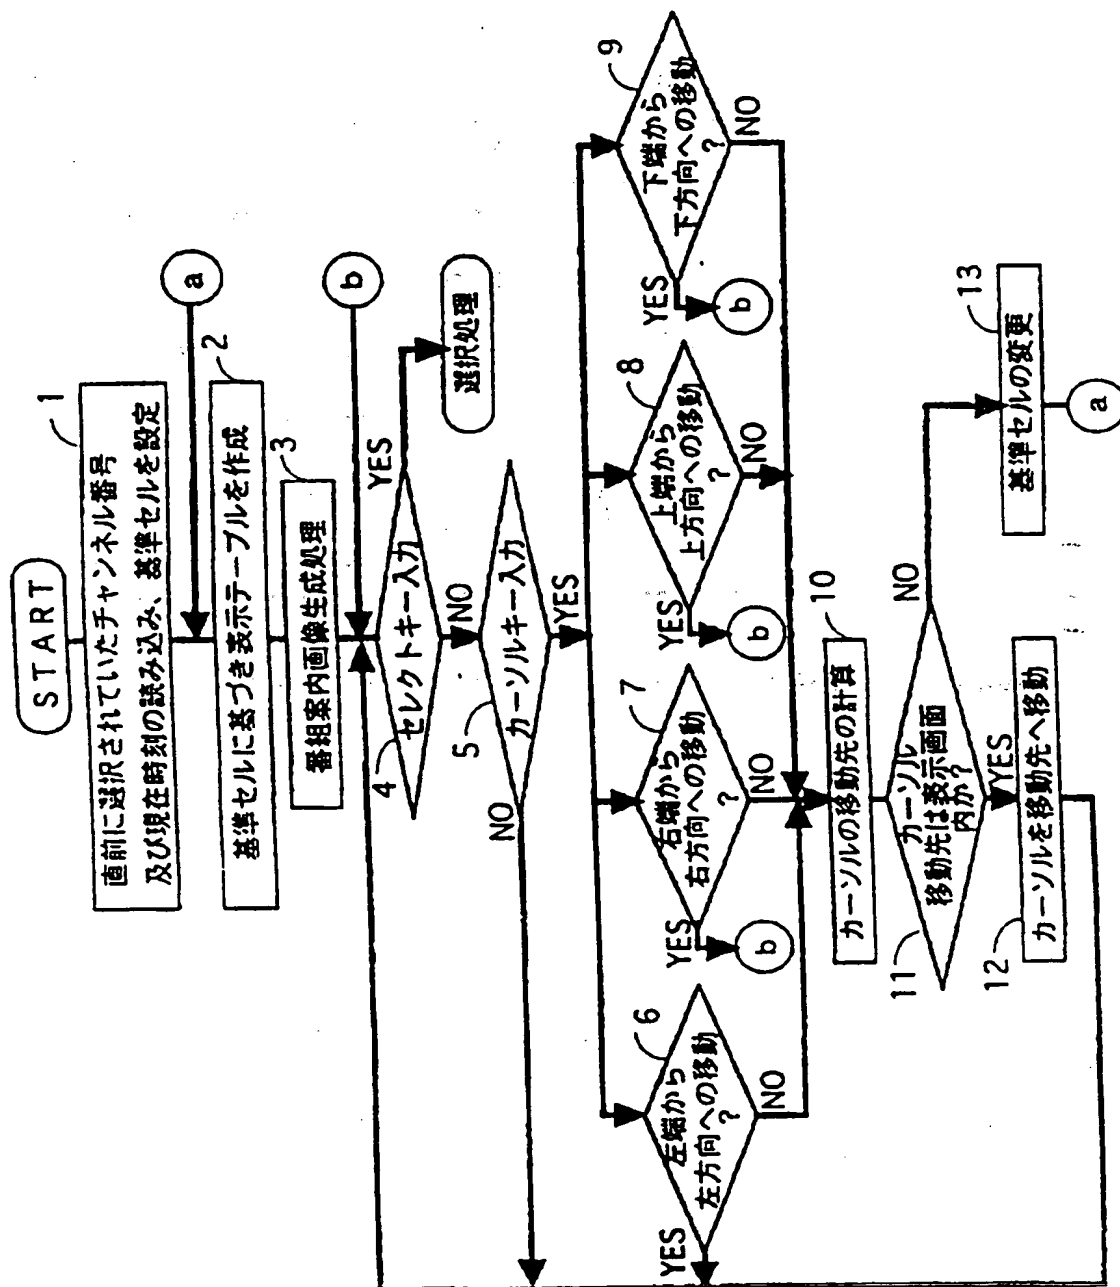 START
1
直前に選択されていたチャンネル番号
及び現在時刻の読み込み、基準セルを設定
a
2
基準セルに基づき表示テーブルを作成
3
番組案内画像生成処理
b
4
セレクトキー入力
YES
選択処理
NO
5
カーソルキー入力
NO
YES
6
左端から
左方向への移動
?
YES
NO
7
右端から
右方向への移動
?
YES
b
NO
8
上端から
上方向への移動
?
YES
b
NO
9
下端から
下方向への移動
?
YES
b
NO
10
カーソルの移動先の計算
11
カーソル
移動先は表示画面
内か?
NO
YES
12
カーソルを移動先へ移動
13
基準セルの変更
a